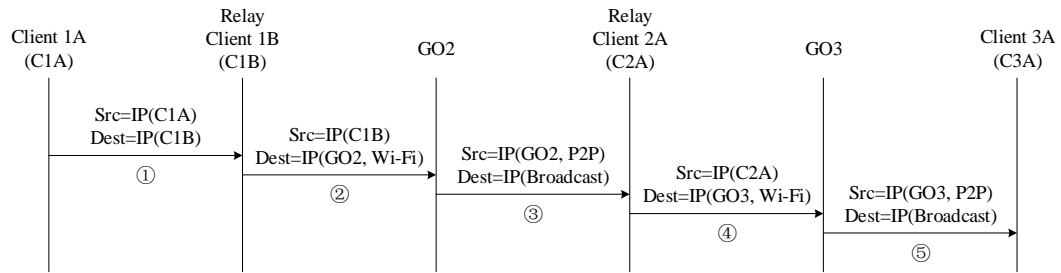 Client 1A
(C1A)
Relay
Client 1B
(C1B)
GO2
Relay
Client 2A
(C2A)
GO3
Client 3A
(C3A)
Src=IP(C1A)
Dest=IP(C1B)
①
Src=IP(C1B)
Dest=IP(GO2, Wi-Fi)
②
Src=IP(GO2, P2P)
Dest=IP(Broadcast)
③
Src=IP(C2A)
Dest=IP(GO3, Wi-Fi)
④
Src=IP(GO3, P2P)
Dest=IP(Broadcast)
⑤